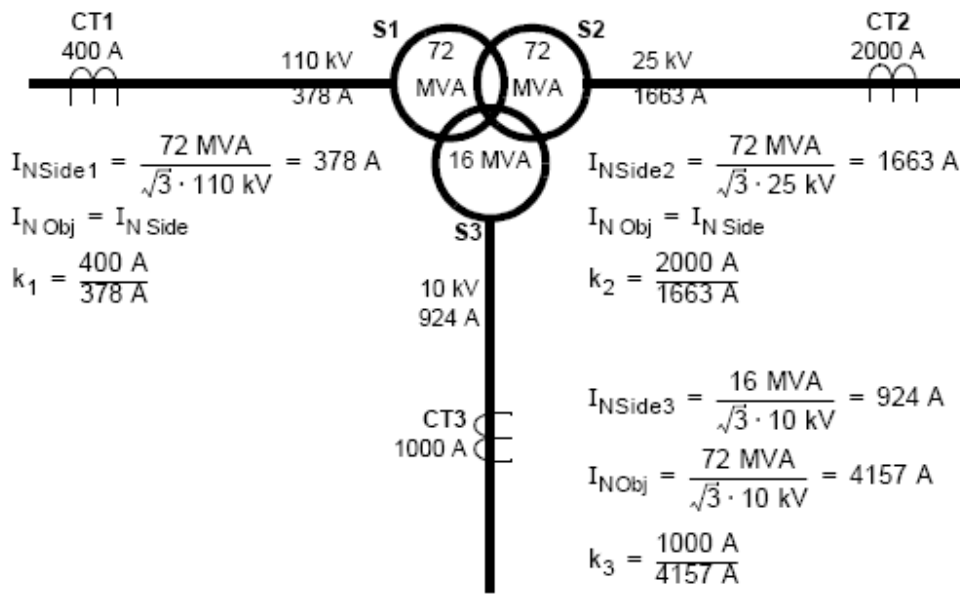 CT1
400 A
110 kV
378 A
S1
72
MVA
S2
72
MVA
16 MVA
S3
25 kV
1663 A
CT2
2000 A
I_NSide1 = 72 MVA / √3 · 110 kV = 378 A
I_N Obj = I_N Side
k_1 = 400 A / 378 A
I_NSide2 = 72 MVA / √3 · 25 kV = 1663 A
I_N Obj = I_N Side
k_2 = 2000 A / 1663 A
10 kV
924 A
CT3
1000 A
I_NSide3 = 16 MVA / √3 · 10 kV = 924 A
I_NObj = 72 MVA / √3 · 10 kV = 4157 A
k_3 = 1000 A / 4157 A